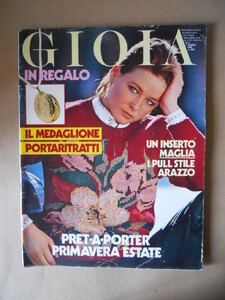 GIOIA
IN REGALO
IL MEDAGLIONE
PORTARITRATTI
UN INSERTO
MAGLIA
I PULL STILE
ARAZZO
PRET-A-PORTER
PRIMAVERA ESTATE